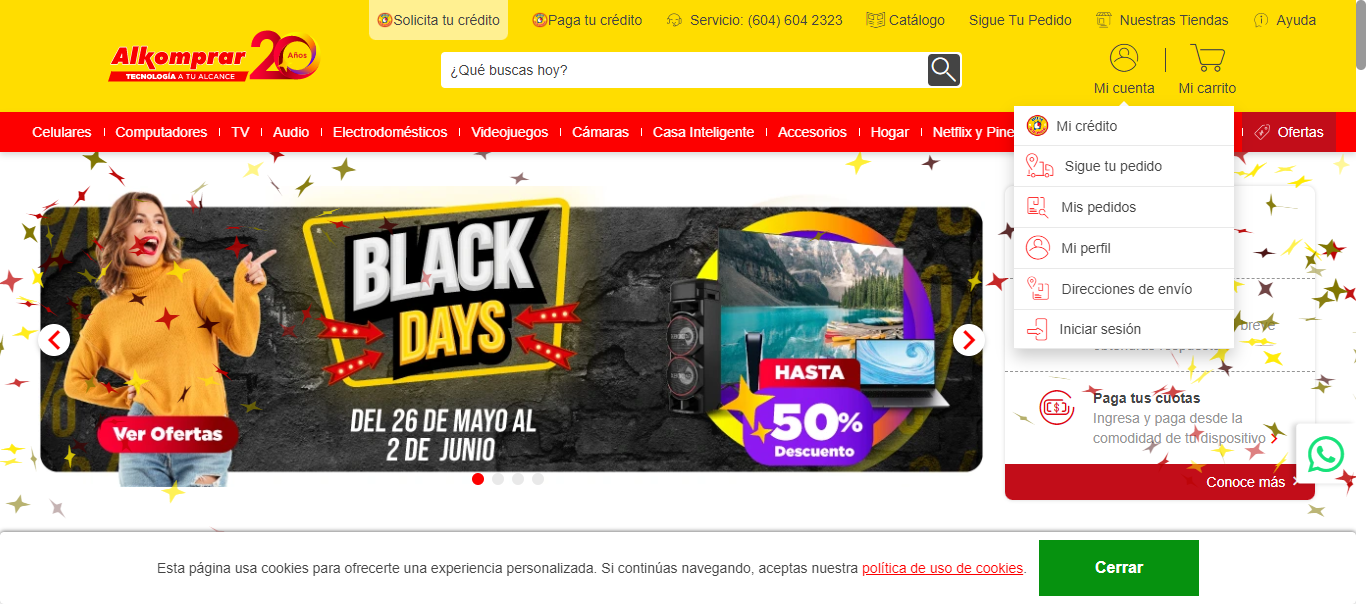 Solicita tu crédito
Paga tu crédito
Servicio: (604) 604 2323
Catálogo
Sigue Tu Pedido
Nuestras Tiendas
Ayuda
Alkomprar 20 Años
TECNOLOGÍA A TU ALCANCE
¿Qué buscas hoy?
Mi cuenta
Mi carrito
Celulares
Computadores
TV
Audio
Electrodomésticos
Videojuegos
Cámaras
Casa Inteligente
Accesorios
Hogar
Netflix y Pine
Ofertas
Mi crédito
Sigue tu pedido
Mis pedidos
Mi perfil
Direcciones de envío
Iniciar sesión
BLACK
DAYS
DEL 26 DE MAYO AL
2 DE JUNIO
Ver Ofertas
HASTA
50%
Descuento
breve
Paga tus cuotas
Ingresa y paga desde la
comodidad de tu dispositivo
Conoce más
Esta página usa cookies para ofrecerte una experiencia personalizada. Si continúas navegando, aceptas nuestra política de uso de cookies.
Cerrar